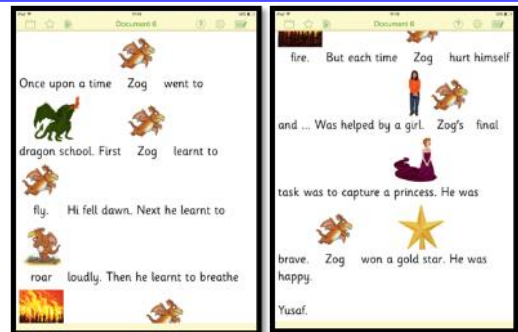 Document 6
Once upon a time Zog went to
dragon school. First Zog learnt to
fly. Hi fell dawn. Next he learnt to
roar loudly. Then he learnt to breathe
Document 6
fire. But each time Zog hurt himself
and ... Was helped by a girl. Zog's final
task was to capture a princess. He was
brave. Zog won a gold star. He was
happy.
Yusaf.